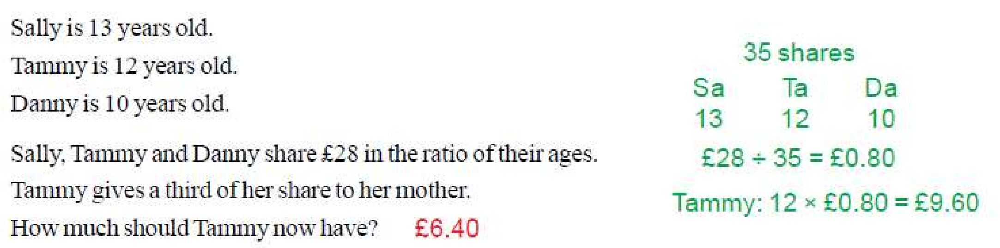 Sally is 13 years old.
Tammy is 12 years old.
Danny is 10 years old.
Sally, Tammy and Danny share £28 in the ratio of their ages.
Tammy gives a third of her share to her mother.
How much should Tammy now have? £6.40
35 shares
Sa Ta Da
13 12 10
£28 ÷ 35 = £0.80
Tammy: 12 × £0.80 = £9.60